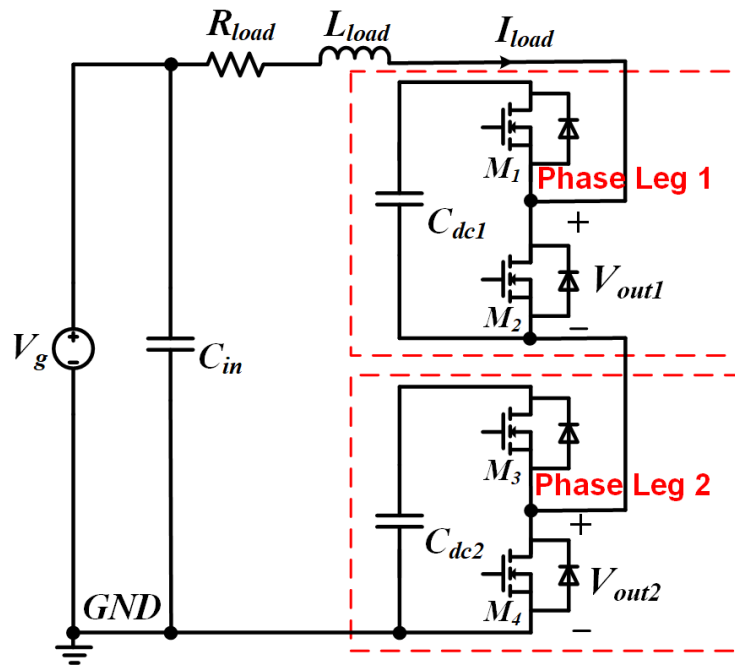 Rload
Lload
Iload
M1
Phase Leg 1
Cdc1
+
Vout1
M2
−
Vg
+
-
Cin
M3
Phase Leg 2
+
Cdc2
Vout2
M4
GND
−